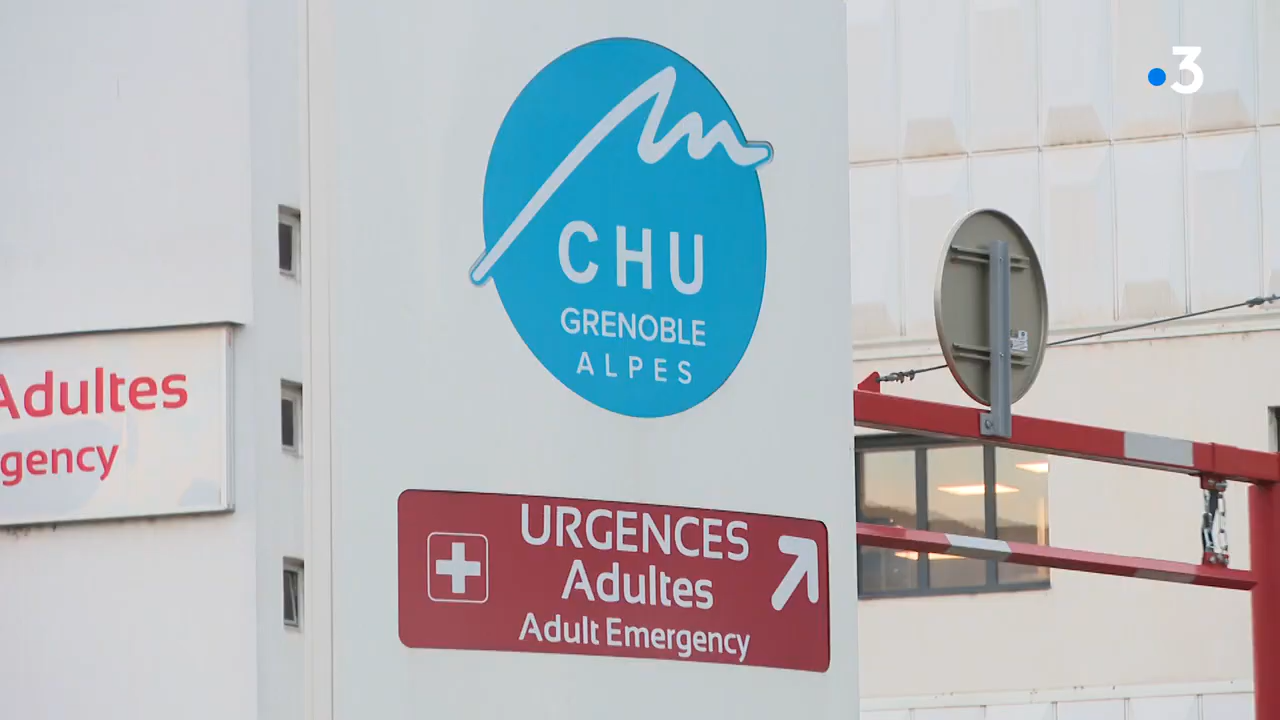 3
CHU
GRENOBLE
ALPES
Adultes
gency
URGENCES
Adultes
Adult Emergency